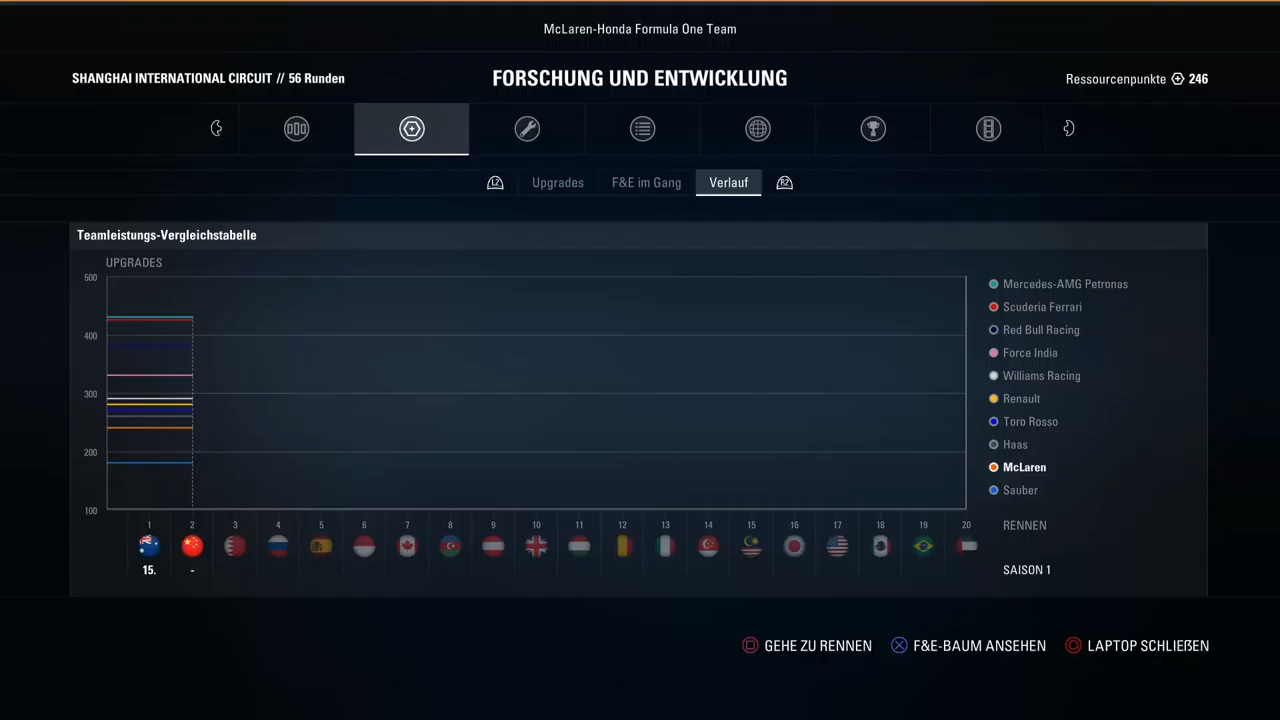 McLaren-Honda Formula One Team
SHANGHAI INTERNATIONAL CIRCUIT // 56 Runden
FORSCHUNG UND ENTWICKLUNG
Ressourcenpunkte 246
L2 Upgrades F&E im Gang Verlauf R2
Teamleistungs-Vergleichstabelle
UPGRADES
500
400
300
200
100
Mercedes-AMG Petronas
Scuderia Ferrari
Red Bull Racing
Force India
Williams Racing
Renault
Toro Rosso
Haas
McLaren
Sauber
1 2 3 4 5 6 7 8 9 10 11 12 13 14 15 16 17 18 19 20 RENNEN
15. - SAISON 1
GEHE ZU RENNEN F&E-BAUM ANSEHEN LAPTOP SCHLIEẞEN